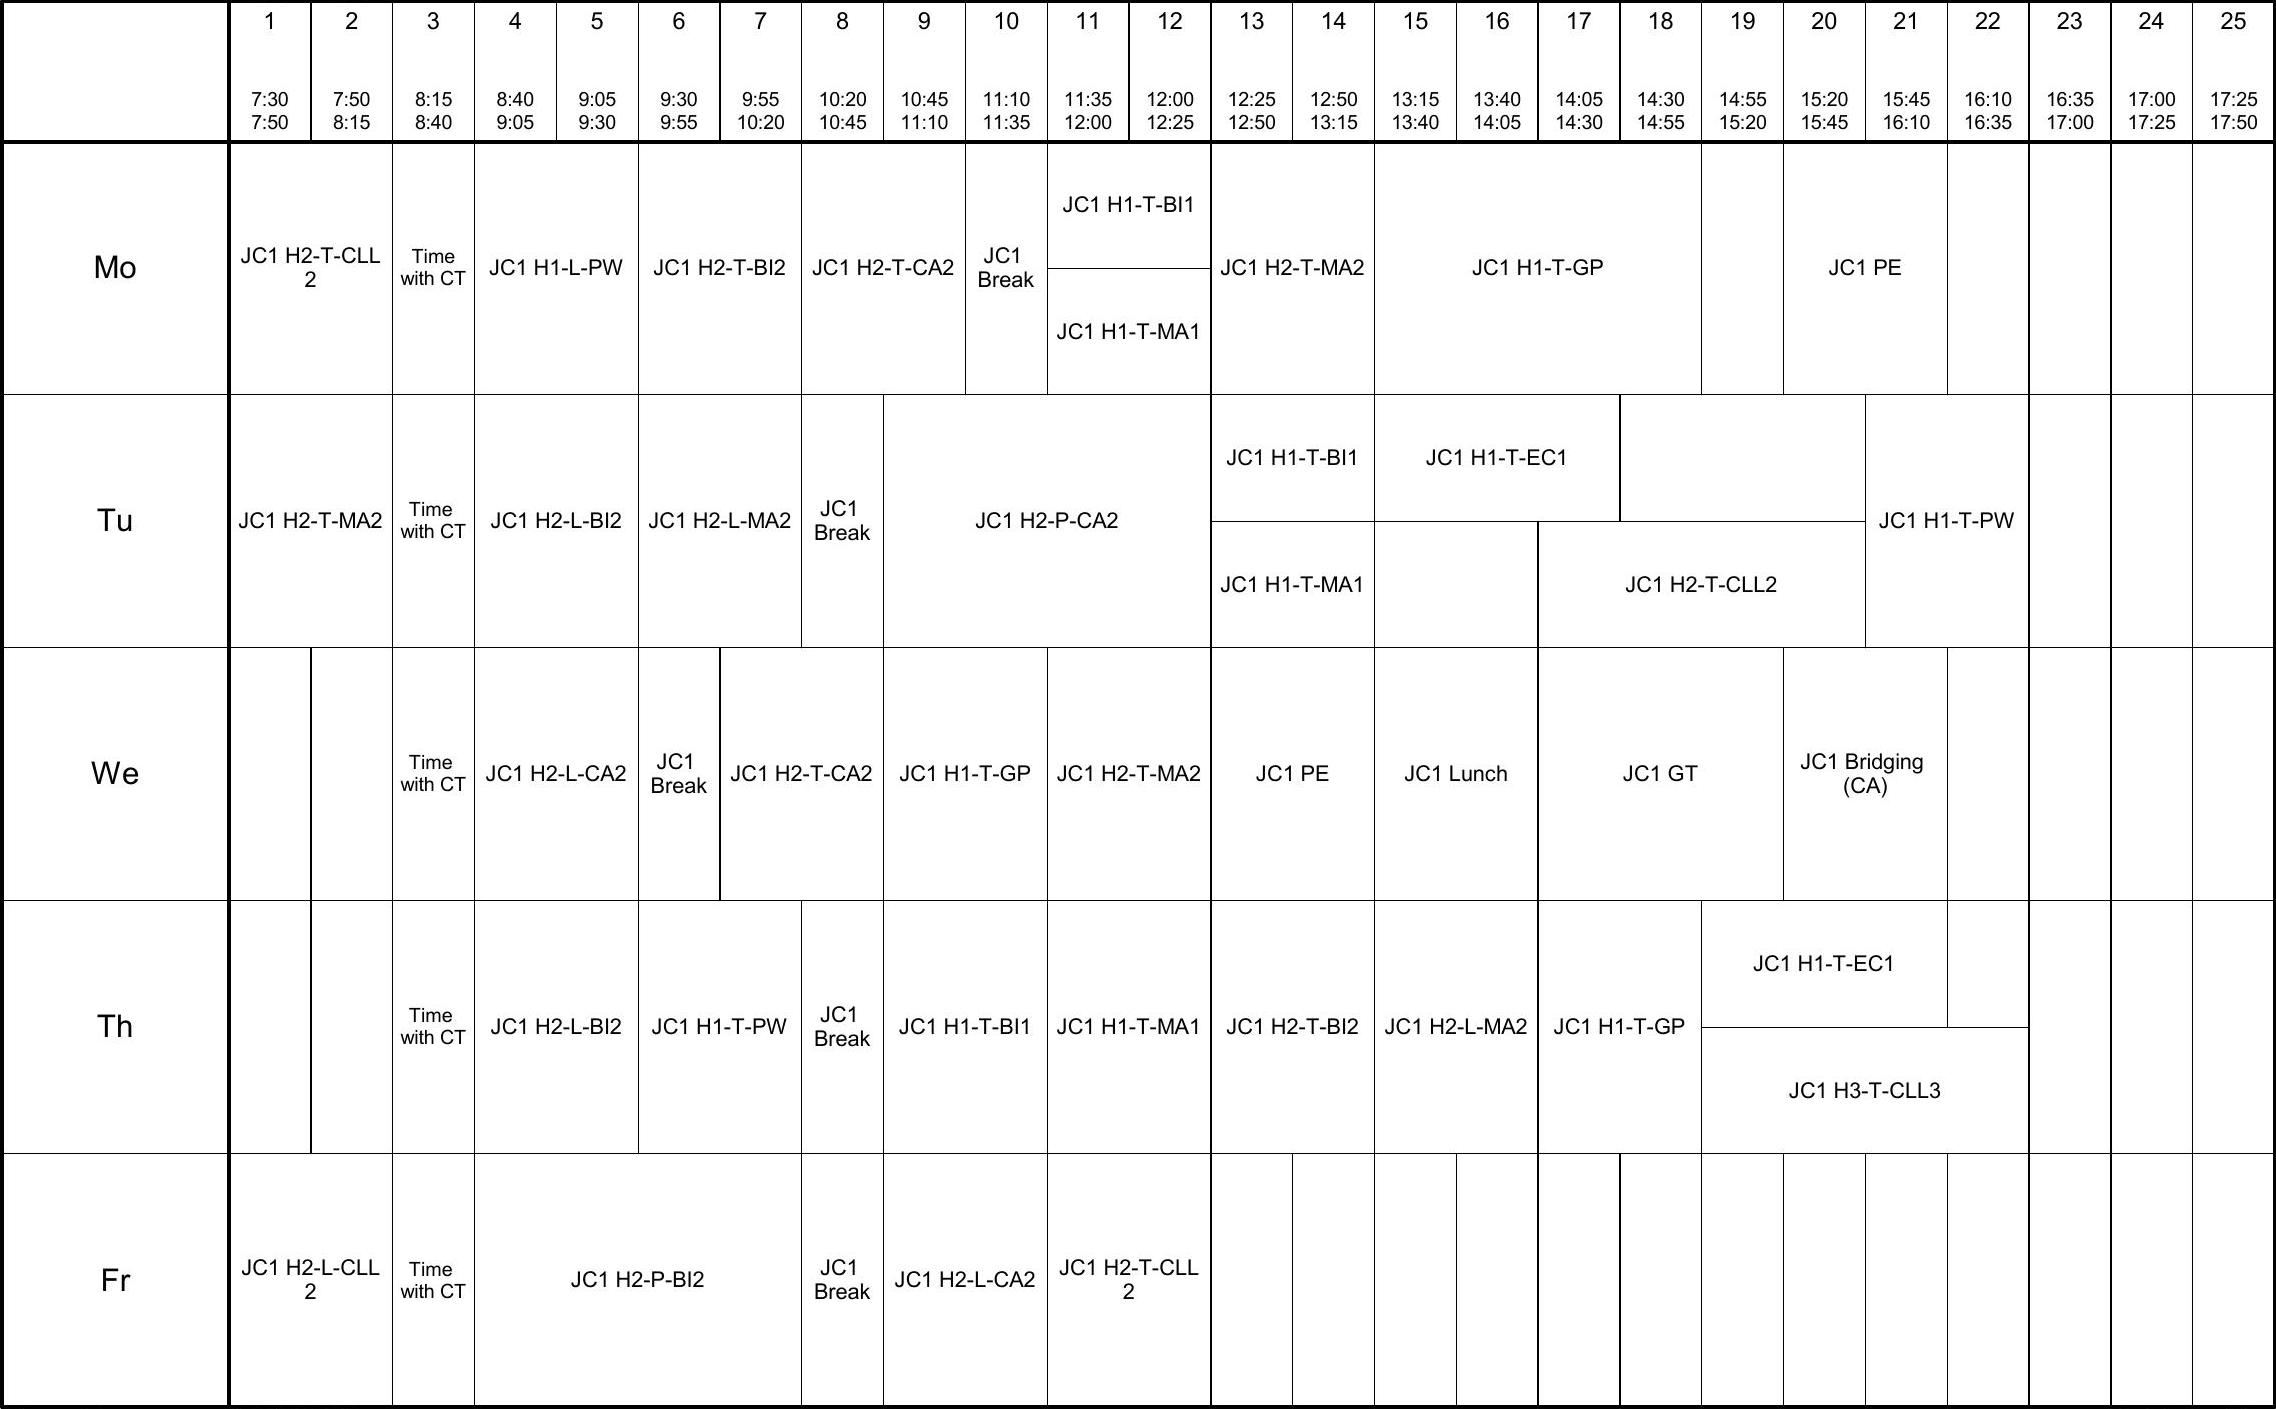 1 2 3 4 5 6 7 8 9 10 11 12 13 14 15 16 17 18 19 20 21 22 23 24 25
7:30 7:50 8:15 8:40 9:05 9:30 9:55 10:20 10:45 11:10 11:35 12:00 12:25 12:50 13:15 13:40 14:05 14:30 14:55 15:20 15:45 16:10 16:35 17:00 17:25
7:50 8:15 8:40 9:05 9:30 9:55 10:20 10:45 11:10 11:35 12:00 12:25 12:50 13:15 13:40 14:05 14:30 14:55 15:20 15:45 16:10 16:35 17:00 17:25 17:50
Mo
JC1 H2-T-CLL
2
Time
with CT
JC1 H1-L-PW
JC1 H2-T-BI2
JC1 H2-T-CA2
JC1
Break
JC1 H1-T-BI1
JC1 H1-T-MA1
JC1 H2-T-MA2
JC1 H1-T-GP
JC1 PE
Tu
JC1 H2-T-MA2
Time
with CT
JC1 H2-L-BI2
JC1 H2-L-MA2
JC1
Break
JC1 H2-P-CA2
JC1 H1-T-BI1
JC1 H1-T-MA1
JC1 H1-T-EC1
JC1 H2-T-CLL2
JC1 H1-T-PW
We
Time
with CT
JC1 H2-L-CA2
JC1
Break
JC1 H2-T-CA2
JC1 H1-T-GP
JC1 H2-T-MA2
JC1 PE
JC1 Lunch
JC1 GT
JC1 Bridging
(CA)
Th
Time
with CT
JC1 H2-L-BI2
JC1 H1-T-PW
JC1
Break
JC1 H1-T-BI1
JC1 H1-T-MA1
JC1 H2-T-BI2
JC1 H2-L-MA2
JC1 H1-T-GP
JC1 H1-T-EC1
JC1 H3-T-CLL3
Fr
JC1 H2-L-CLL
2
Time
with CT
JC1 H2-P-BI2
JC1
Break
JC1 H2-L-CA2
JC1 H2-T-CLL
2